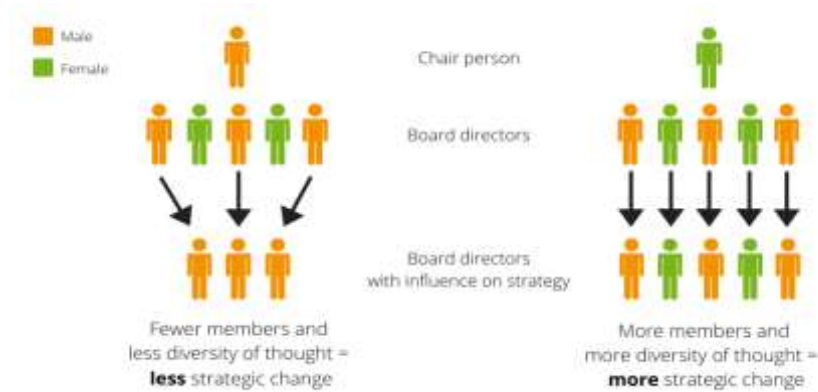 Male
Female
Chair person
Board directors
Board directors
with influence on strategy
Fewer members and
less diversity of thought =
less strategic change
More members and
more diversity of thought =
more strategic change